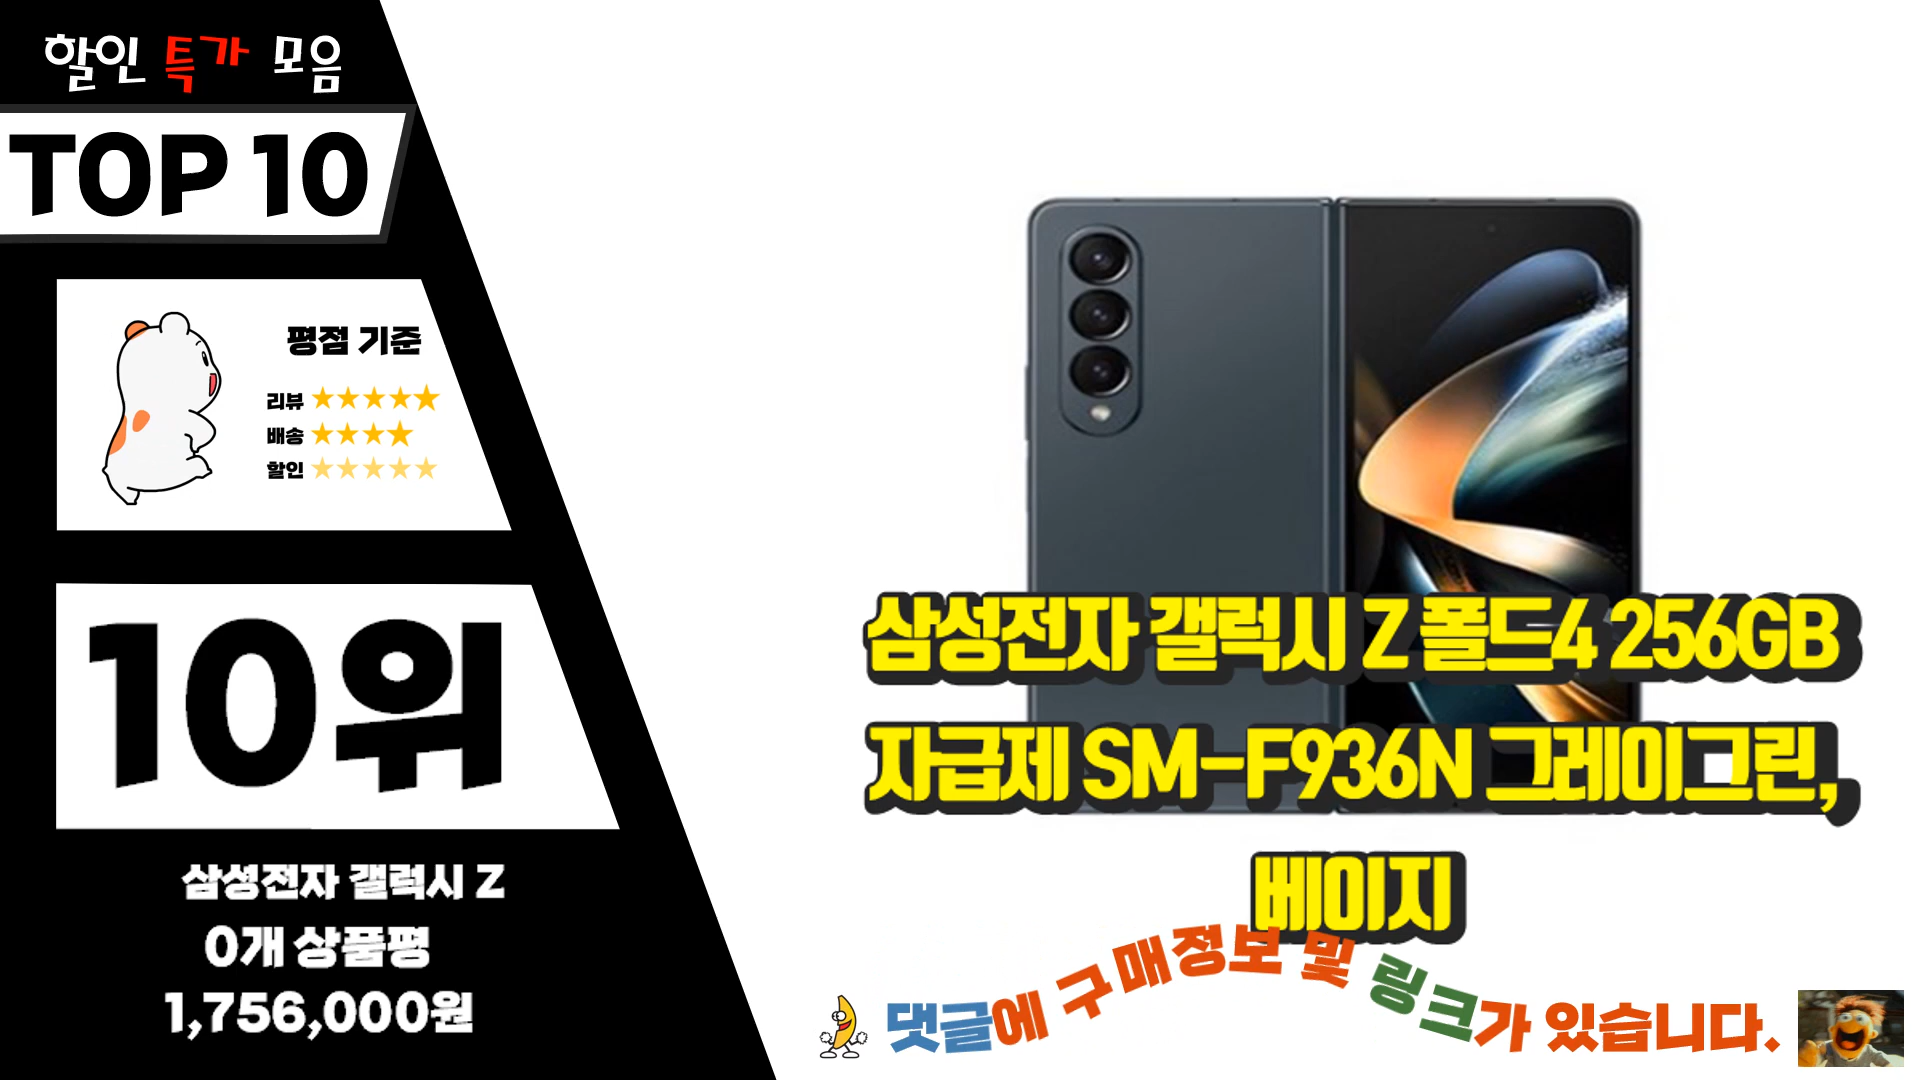 할인 특가 모음
TOP 10
평점 기준
리뷰 ★★★★★
배송 ★★★★
할인 ★★★★★
10위
삼성전자 갤럭시 Z
0개 상품평
1,756,000원
삼성전자 갤럭시 Z 폴드4 256GB
자급제 SM-F936N 그레이그린,
베이지
댓글에 구매정보 및 링크가 있습니다.